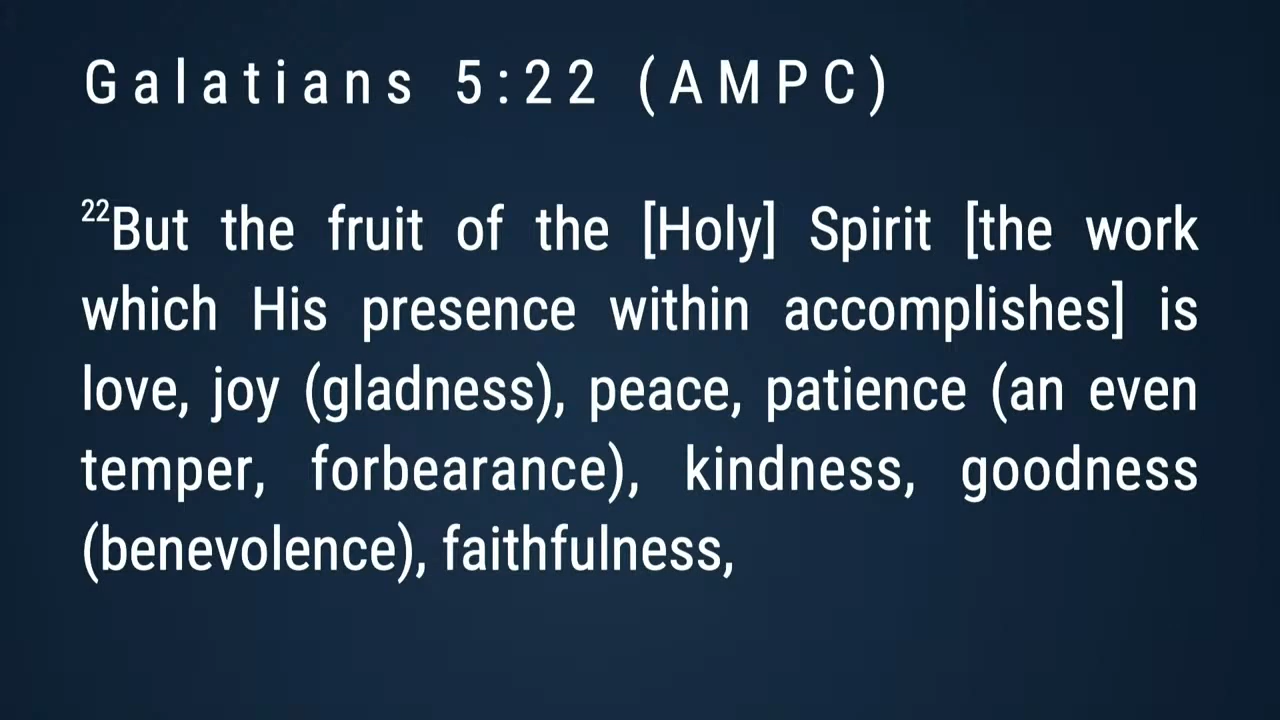 Galatians 5:22 (AMPC)
22But the fruit of the [Holy] Spirit [the work
which His presence within accomplishes] is
love, joy (gladness), peace, patience (an even
temper, forbearance), kindness, goodness
(benevolence), faithfulness,